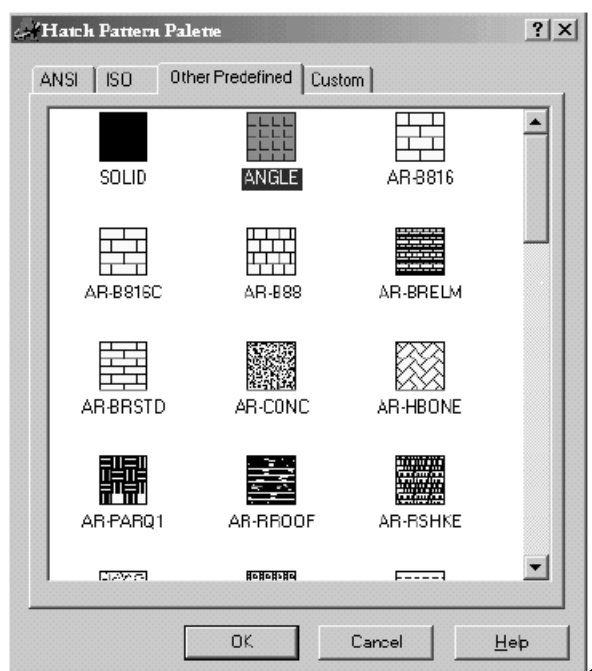 Hatch Pattern Palette ? X
ANSI ISO Other Predefined Custom
SOLID ANGLE AR-B816
AR-B816C AR-B88 AR-BRELM
AR-BRSTD AR-CONC AR-HBONE
AR-PARQ1 AR-RROOF AR-RSHKE
OK Cancel Help